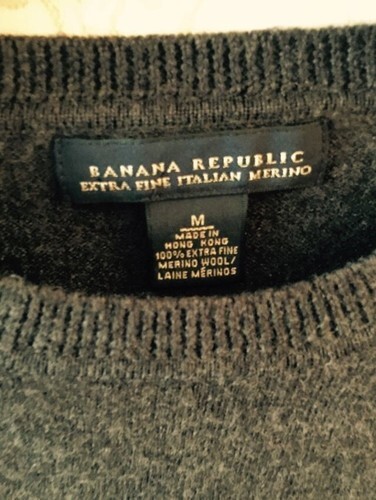 BANANA REPUBLIC
EXTRA FINE ITALIAN MERINO
M
MADE IN
HONG KONG
100% EXTRA FINE
MERINO WOOL/
LAINE MÉRINOS